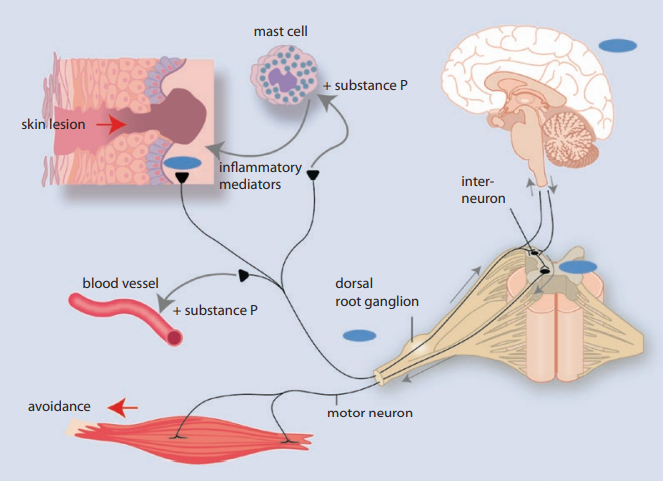 mast cell
+ substance P
skin lesion
inflammatory
mediators
inter-
neuron
blood vessel
+ substance P
dorsal
root ganglion
avoidance
motor neuron